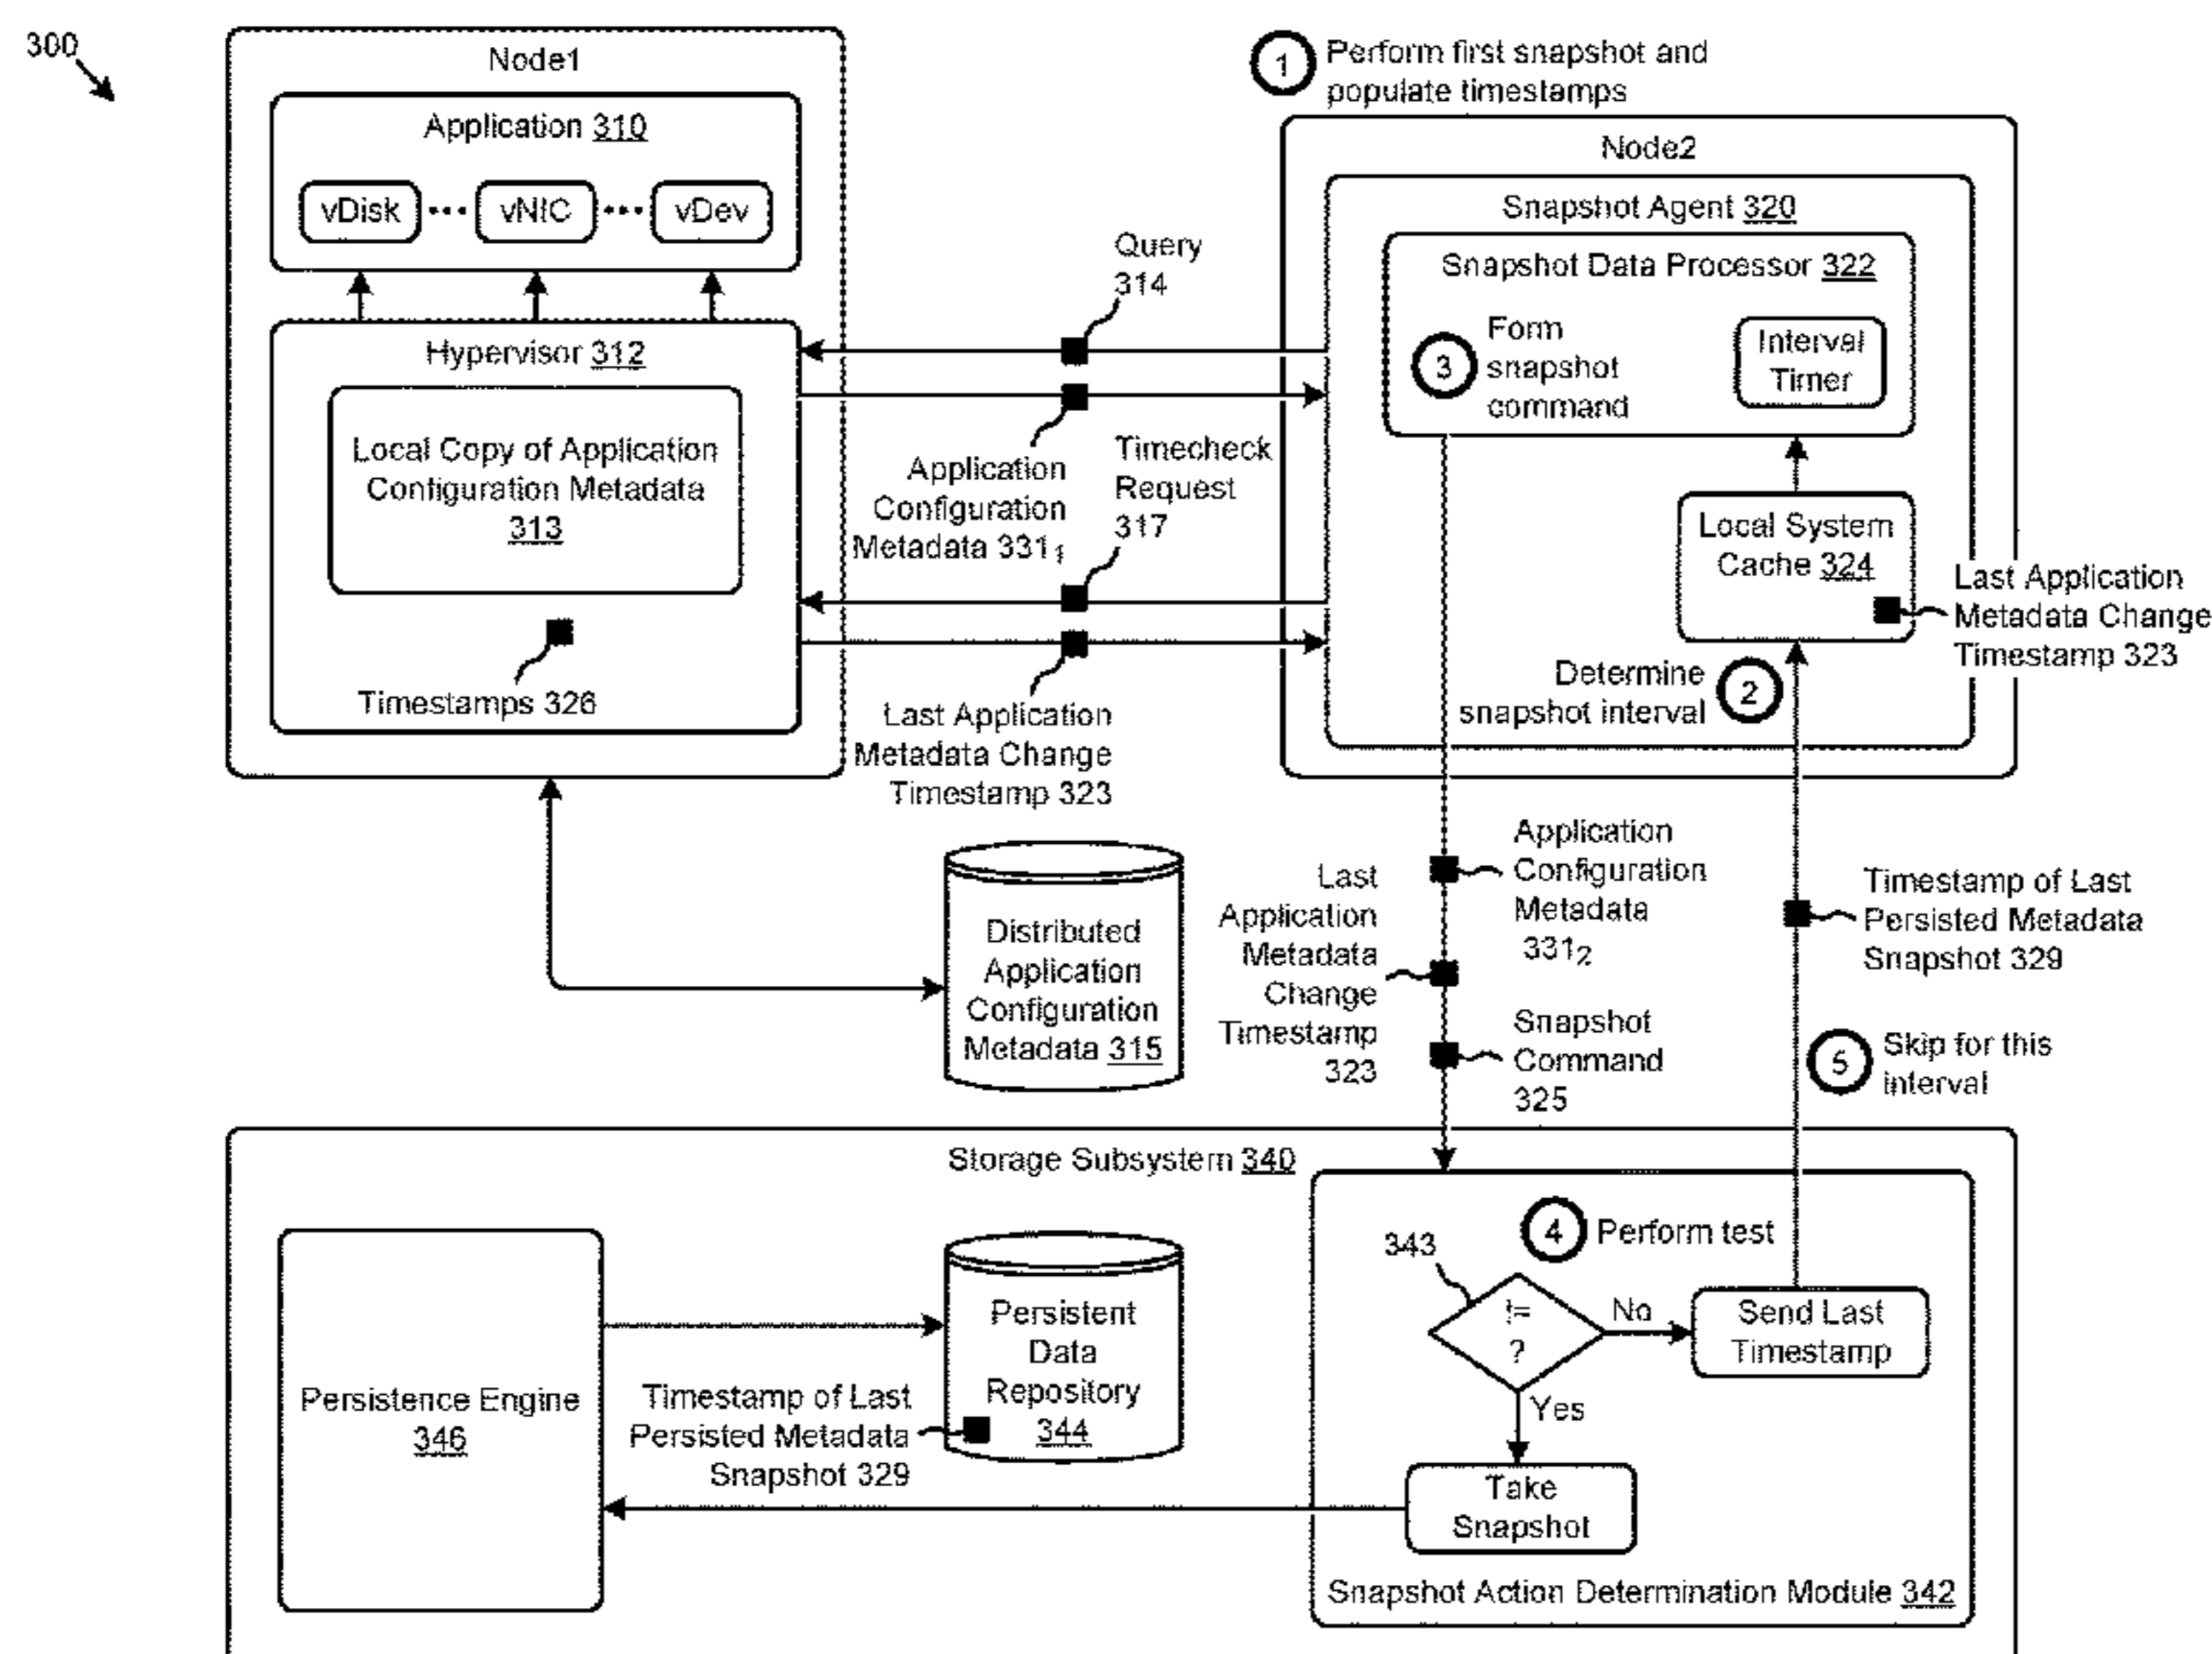 300
Node1
Application 310
vDisk ••• vNIC ••• vDev
Hypervisor 312
Local Copy of Application
Configuration Metadata
313
Timestamps 326
1 Perform first snapshot and
populate timestamps
Node2
Snapshot Agent 320
Snapshot Data Processor 322
3 Form
snapshot
command
Interval
Timer
Local System
Cache 324
Last Application
Metadata Change
Timestamp 323
Determine
snapshot interval 2
Query
314
Application
Configuration
Metadata 331₁
Timecheck
Request
317
Last Application
Metadata Change
Timestamp 323
Distributed
Application
Configuration
Metadata 315
Last
Application
Metadata
Change
Timestamp
323
Application
Configuration
Metadata
331₂
Snapshot
Command
325
Timestamp of Last
Persisted Metadata
Snapshot 329
5 Skip for this
interval
Storage Subsystem 340
Persistence Engine
346
Persistent
Data
Repository
344
Timestamp of Last
Persisted Metadata
Snapshot 329
4 Perform test
343
!=
?
No
Send Last
Timestamp
Yes
Take
Snapshot
Snapshot Action Determination Module 342